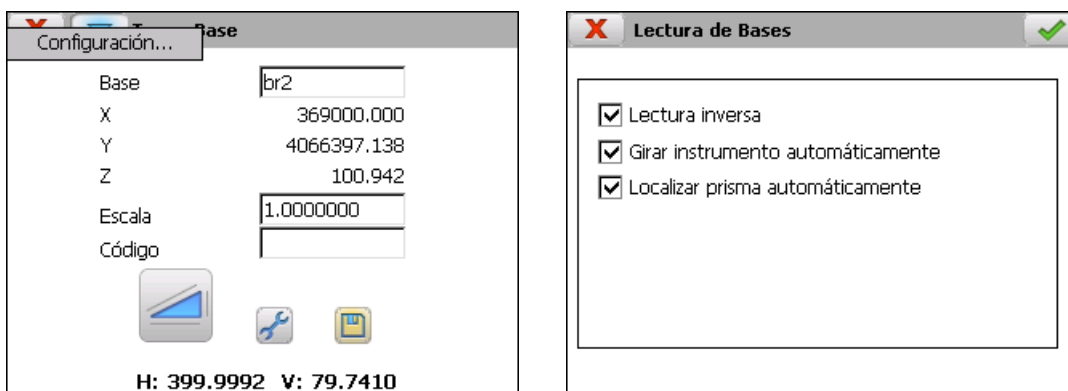 Base
Configuración...
Base br2
X 369000.000
Y 4066397.138
Z 100.942
Escala 1.0000000
Código
H: 399.9992 V: 79.7410
Lectura de Bases
Lectura inversa
Girar instrumento automáticamente
Localizar prisma automáticamente